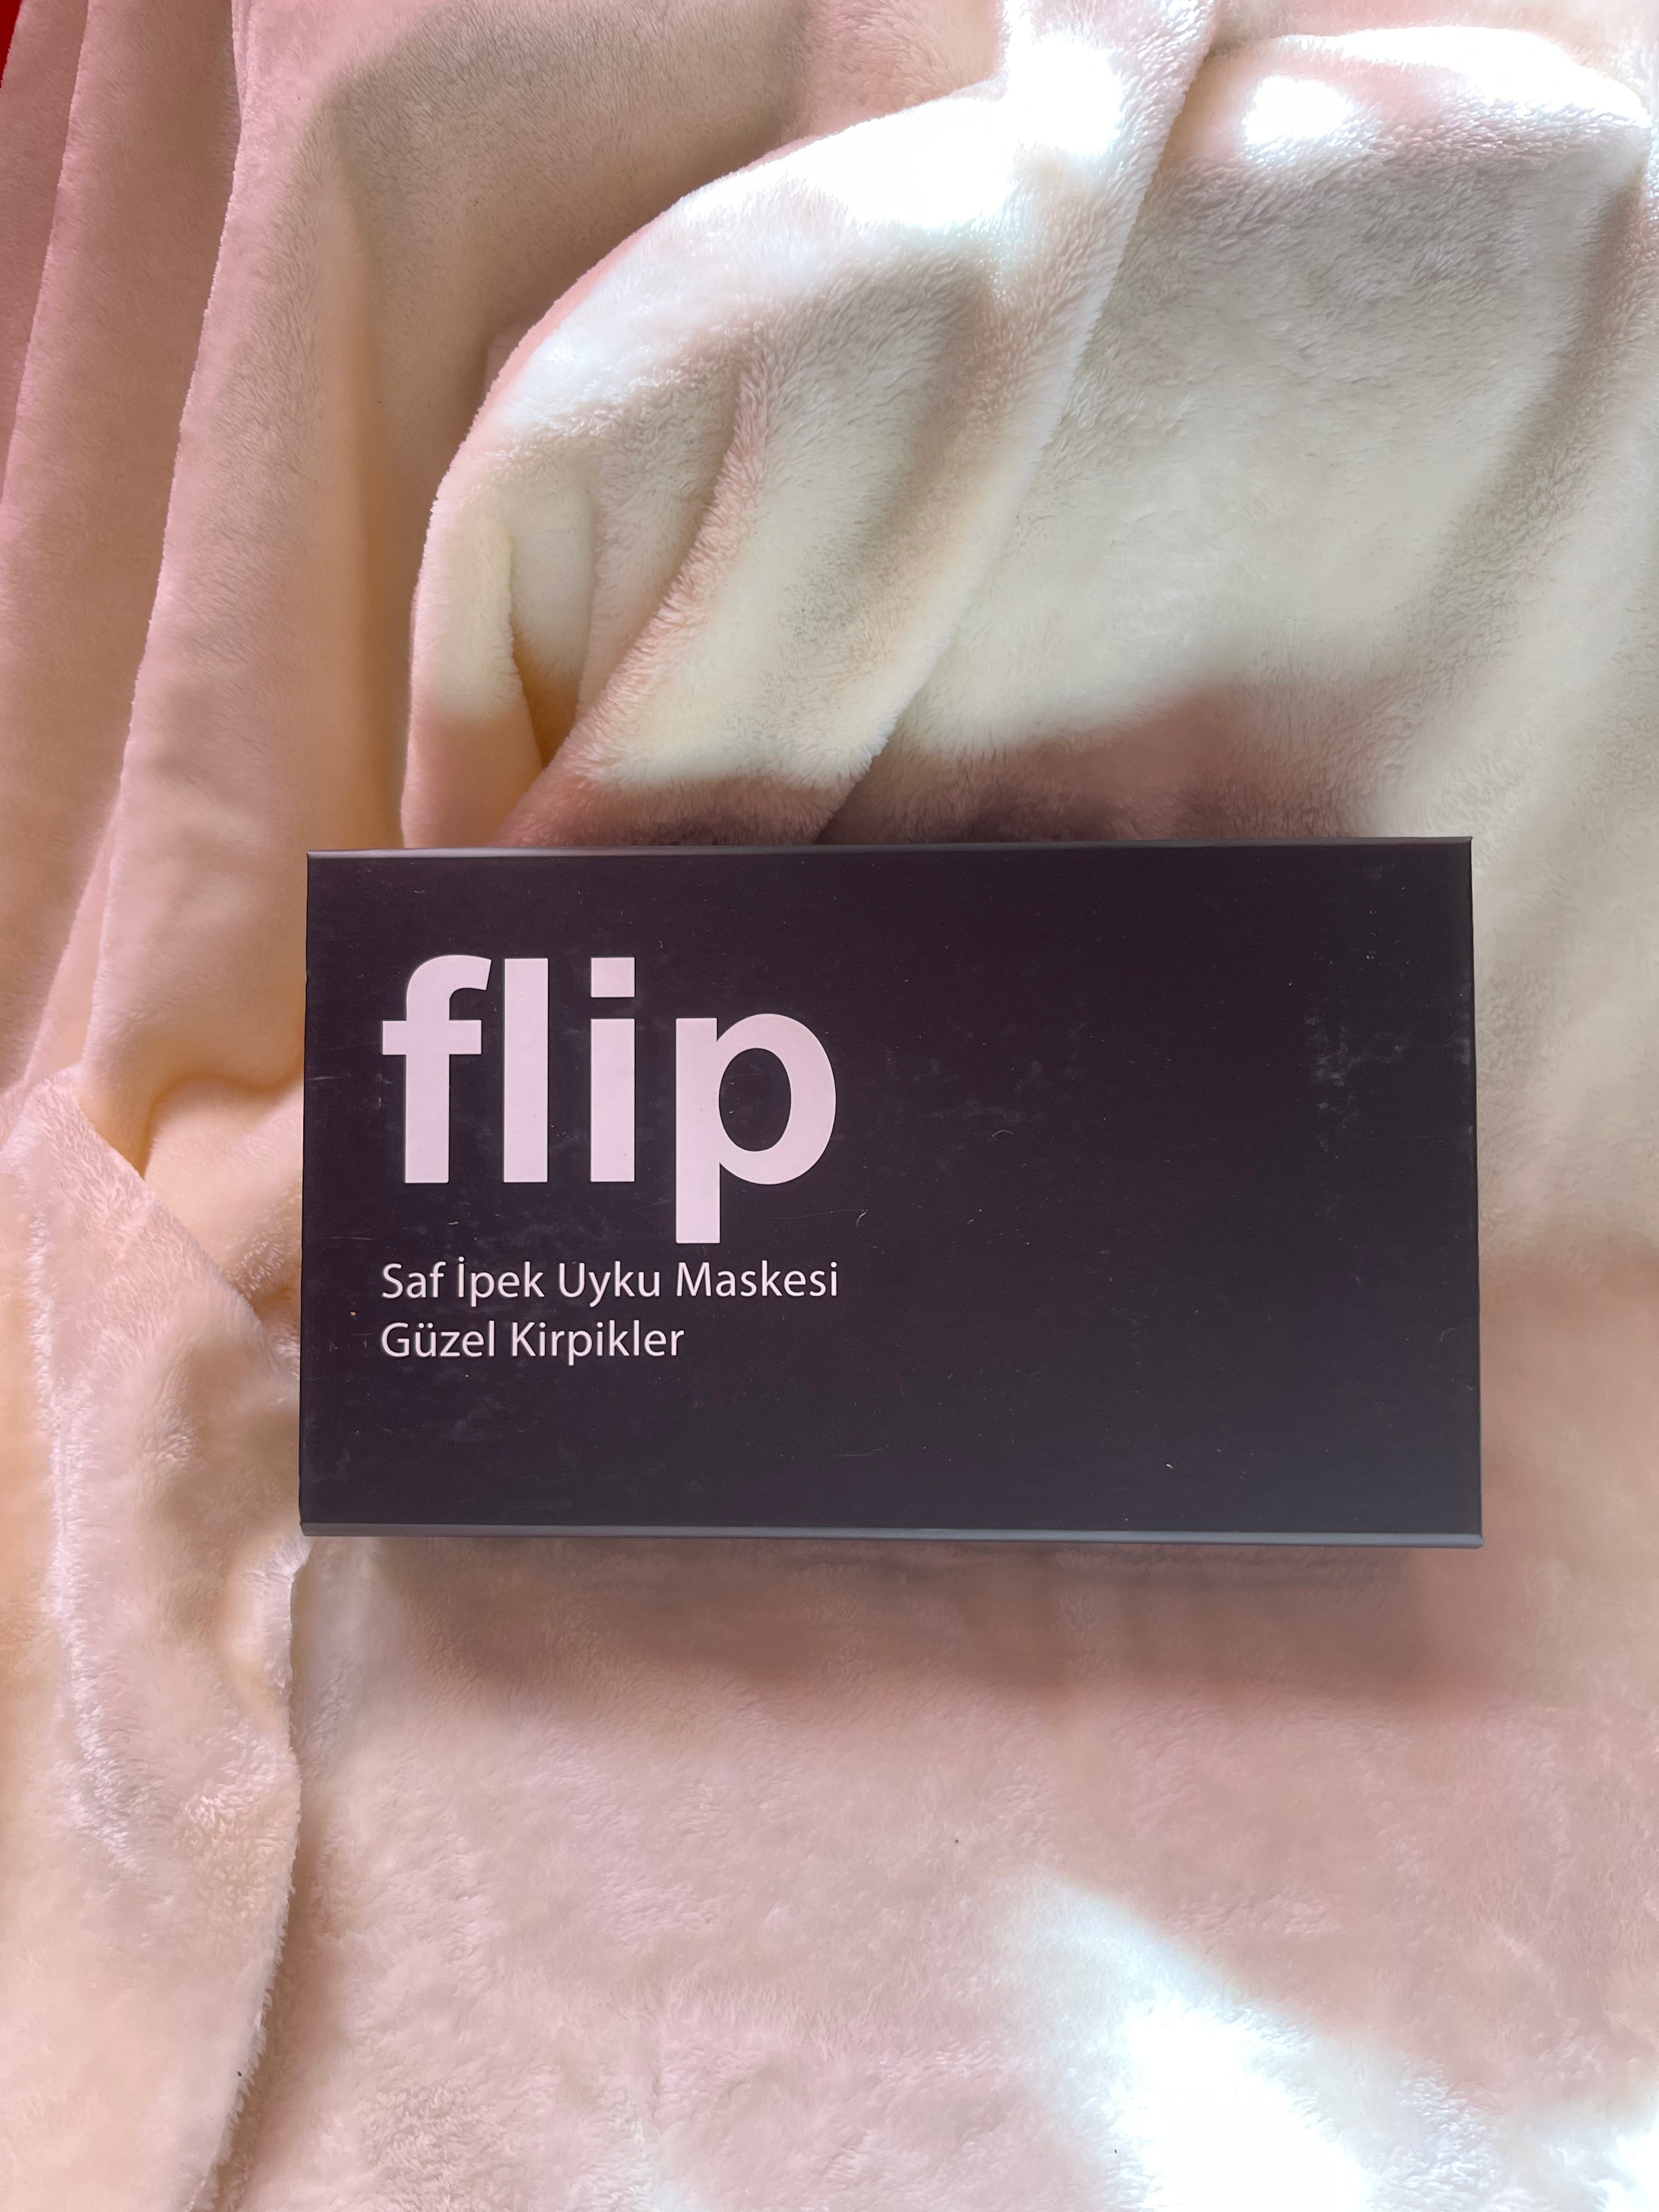 flip
Saf İpek Uyku Maskesi
Güzel Kirpikler